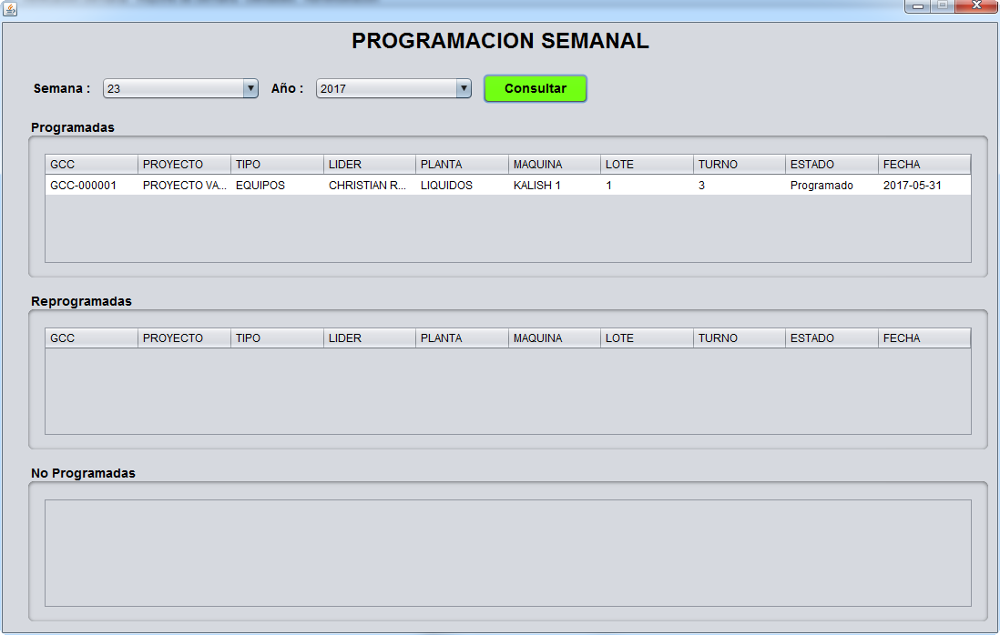 PROGRAMACION SEMANAL
Semana : 23 Año : 2017 Consultar
Programadas
GCC PROYECTO TIPO LIDER PLANTA MAQUINA LOTE TURNO ESTADO FECHA
GCC-000001 PROYECTO VA... EQUIPOS CHRISTIAN R... LIQUIDOS KALISH 1 1 3 Programado 2017-05-31
Reprogramadas
GCC PROYECTO TIPO LIDER PLANTA MAQUINA LOTE TURNO ESTADO FECHA
No Programadas